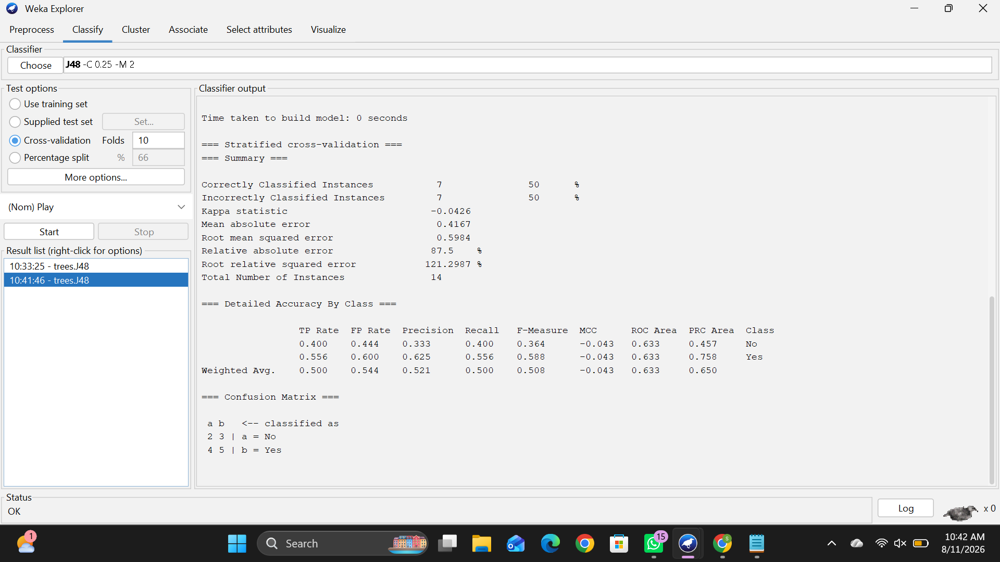 Weka Explorer
Preprocess Classify Cluster Associate Select attributes Visualize
Classifier
Choose J48 -C 0.25 -M 2
Test options
Use training set
Supplied test set Set...
Cross-validation Folds 10
Percentage split % 66
More options...
(Nom) Play
Start Stop
Result list (right-click for options)
10:33:25 - trees.J48
10:41:46 - trees.J48
Classifier output
Time taken to build model: 0 seconds
=== Stratified cross-validation ===
=== Summary ===
Correctly Classified Instances 7 50 %
Incorrectly Classified Instances 7 50 %
Kappa statistic -0.0426
Mean absolute error 0.4167
Root mean squared error 0.5984
Relative absolute error 87.5 %
Root relative squared error 121.2987 %
Total Number of Instances 14
=== Detailed Accuracy By Class ===
TP Rate FP Rate Precision Recall F-Measure MCC ROC Area PRC Area Class
0.400 0.444 0.333 0.400 0.364 -0.043 0.633 0.457 No
0.556 0.600 0.625 0.556 0.588 -0.043 0.633 0.758 Yes
Weighted Avg. 0.500 0.544 0.521 0.500 0.508 -0.043 0.633 0.650
=== Confusion Matrix ===
a b <-- classified as
2 3 | a = No
4 5 | b = Yes
Status
OK
Log
x 0
1
Search
15
S
10:42 AM
8/11/2026